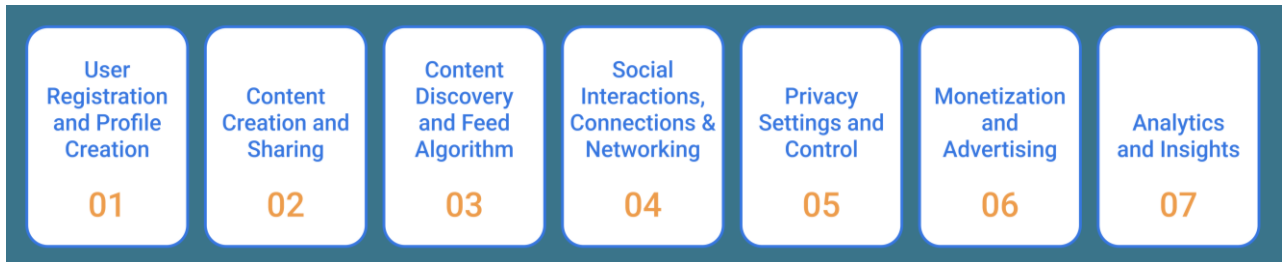 User
Registration
and Profile
Creation
01
Content
Creation and
Sharing
02
Content
Discovery
and Feed
Algorithm
03
Social
Interactions,
Connections &
Networking
04
Privacy
Settings and
Control
05
Monetization
and
Advertising
06
Analytics
and Insights
07